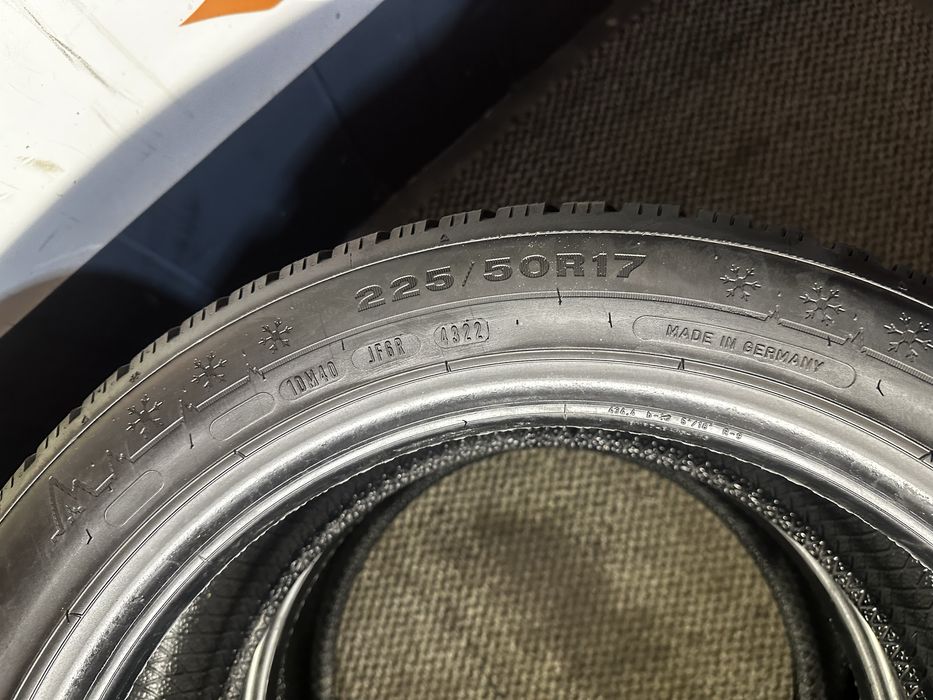 225/50R17
1DM40 JF6R 4322
MADE IN GERMANY